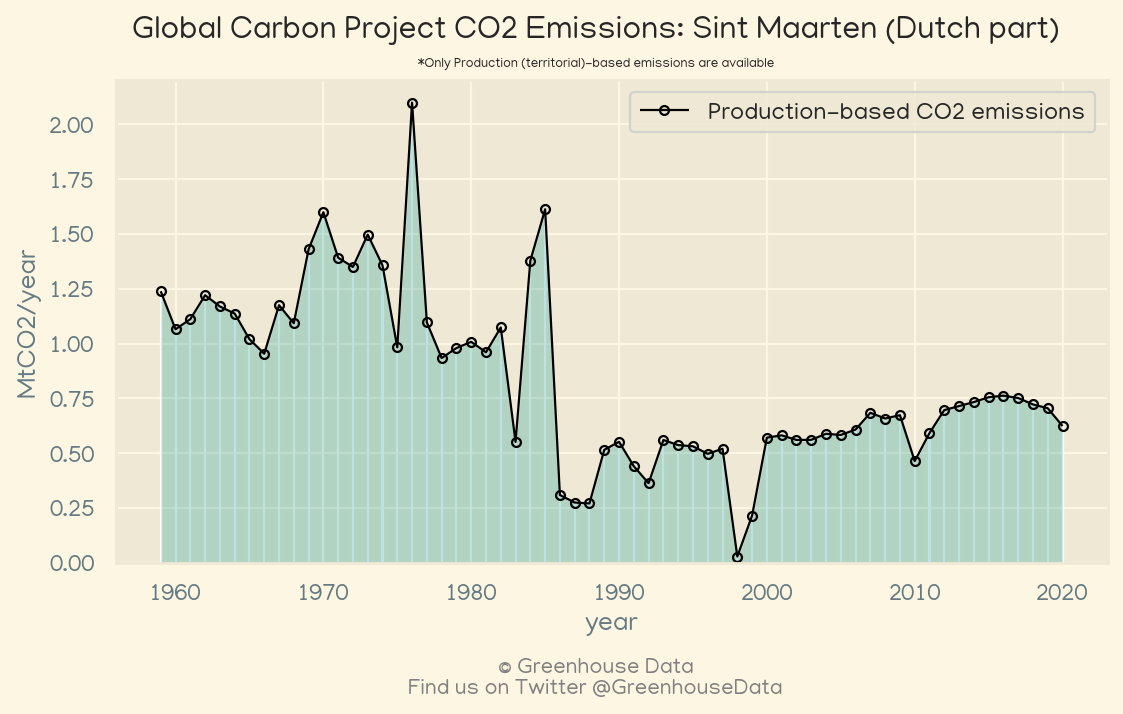 Global Carbon Project CO2 Emissions: Sint Maarten (Dutch part)
*Only Production (territorial)-based emissions are available
Production-based CO2 emissions
2.00
1.75
1.50
1.25
1.00
0.75
0.50
0.25
0.00
MtCO2/year
1960 1970 1980 1990 2000 2010 2020
year
© Greenhouse Data
Find us on Twitter @GreenhouseData